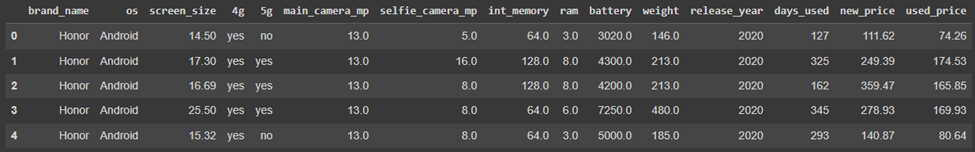 brand_name os screen_size 4g 5g main_camera_mp selfie_camera_mp int_memory ram battery weight release_year days_used new_price used_price
0 Honor Android 14.50 yes no 13.0 5.0 64.0 3.0 3020.0 146.0 2020 127 111.62 74.26
1 Honor Android 17.30 yes yes 13.0 16.0 128.0 8.0 4300.0 213.0 2020 325 249.39 174.53
2 Honor Android 16.69 yes yes 13.0 8.0 128.0 8.0 4200.0 213.0 2020 162 359.47 165.85
3 Honor Android 25.50 yes yes 13.0 8.0 64.0 6.0 7250.0 480.0 2020 345 278.93 169.93
4 Honor Android 15.32 yes no 13.0 8.0 64.0 3.0 5000.0 185.0 2020 293 140.87 80.64